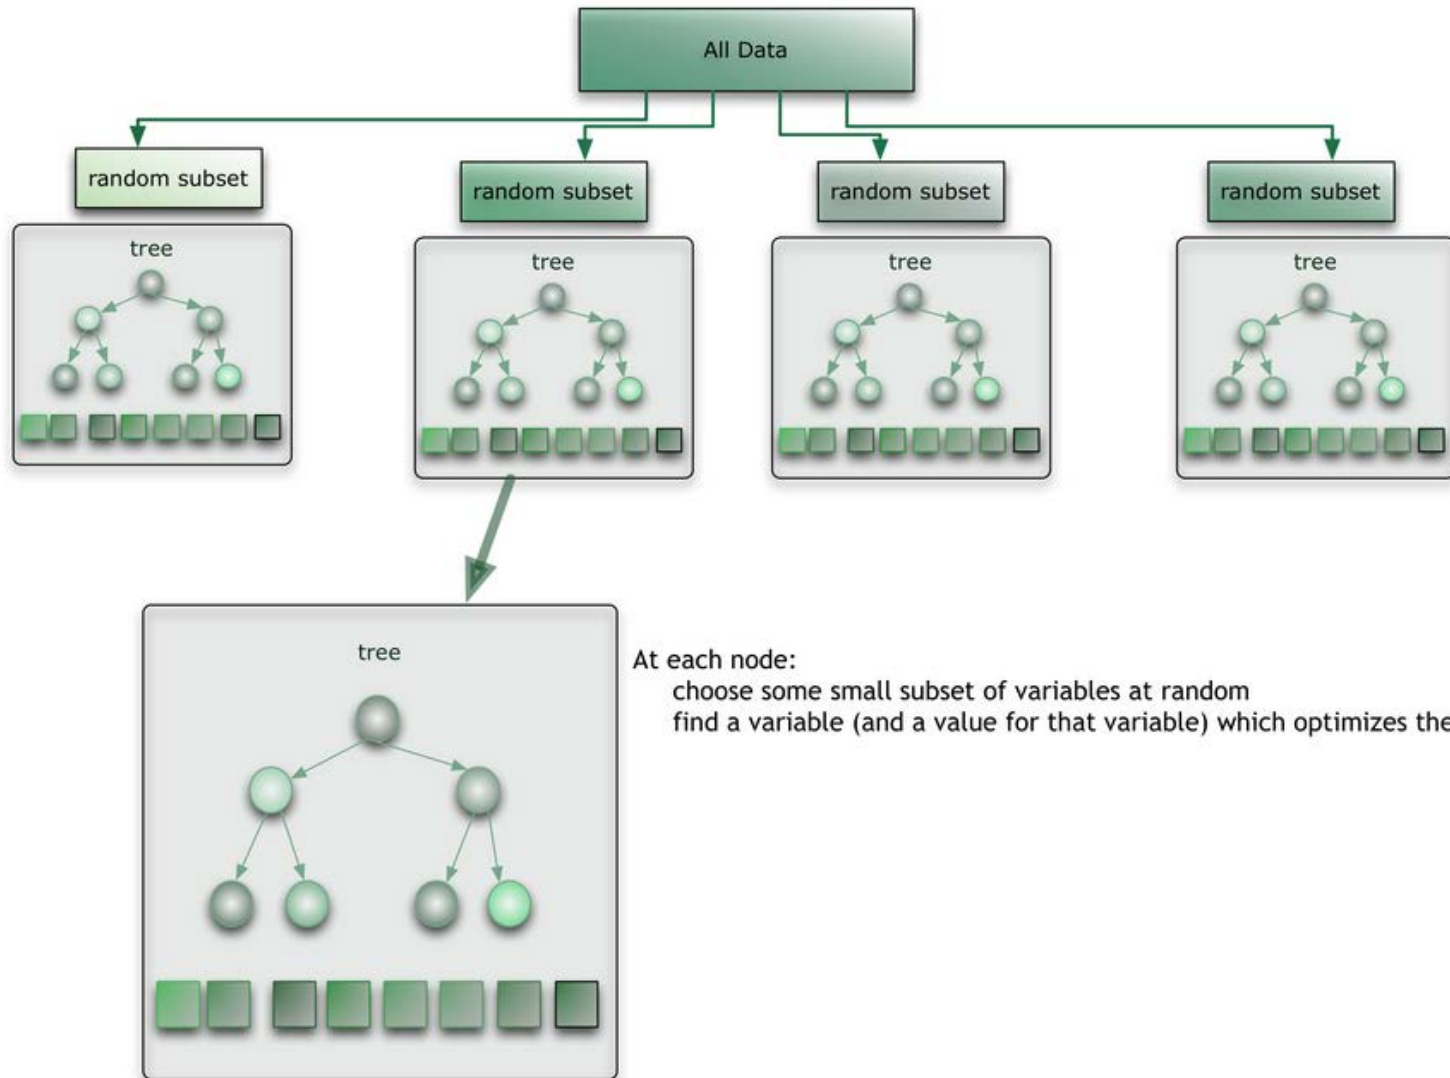 All Data
random subset
random subset
random subset
random subset
tree
tree
tree
tree
tree
At each node:
choose some small subset of variables at random
find a variable (and a value for that variable) which optimizes the